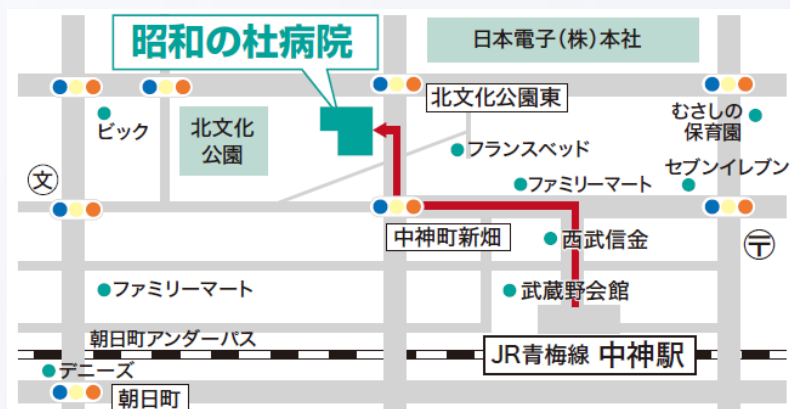 昭和の杜病院
日本電子(株)本社
北文化公園東
ビック
北文化
公園
むさしの
保育園
フランスベッド
セブンイレブン
ファミリーマート
文
中神町新畑
西武信金
〒
ファミリーマート
武蔵野会館
朝日町アンダーパス
JR青梅線 中神駅
デニーズ
朝日町